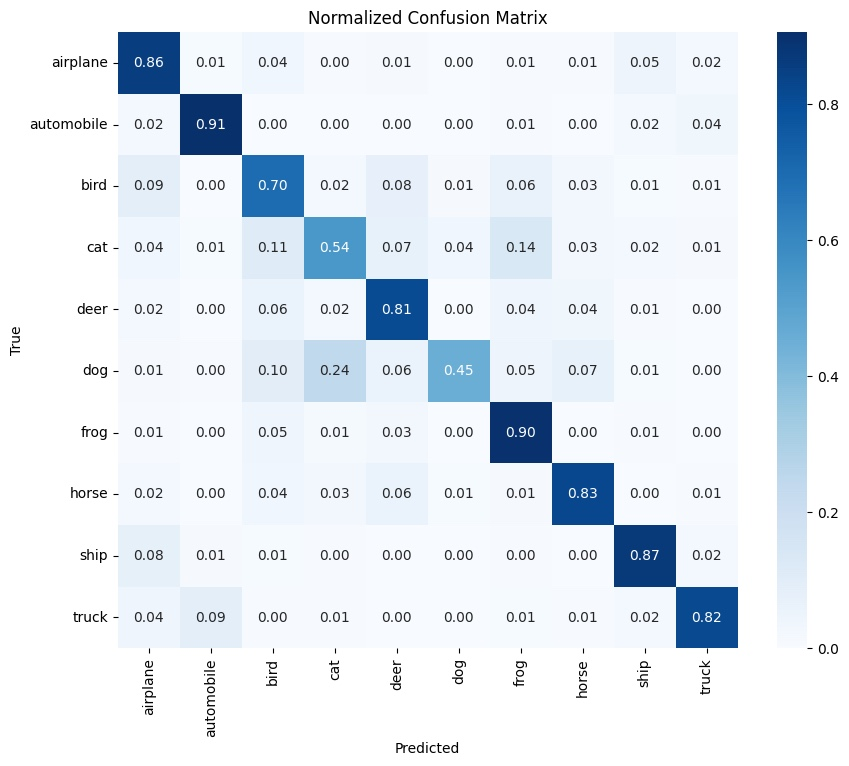 Normalized Confusion Matrix
airplane 0.86 0.01 0.04 0.00 0.01 0.00 0.01 0.01 0.05 0.02
automobile 0.02 0.91 0.00 0.00 0.00 0.00 0.01 0.00 0.02 0.04
bird 0.09 0.00 0.70 0.02 0.08 0.01 0.06 0.03 0.01 0.01
cat 0.04 0.01 0.11 0.54 0.07 0.04 0.14 0.03 0.02 0.01
deer 0.02 0.00 0.06 0.02 0.81 0.00 0.04 0.04 0.01 0.00
dog 0.01 0.00 0.10 0.24 0.06 0.45 0.05 0.07 0.01 0.00
frog 0.01 0.00 0.05 0.01 0.03 0.00 0.90 0.00 0.01 0.00
horse 0.02 0.00 0.04 0.03 0.06 0.01 0.01 0.83 0.00 0.01
ship 0.08 0.01 0.01 0.00 0.00 0.00 0.00 0.00 0.87 0.02
truck 0.04 0.09 0.00 0.01 0.00 0.00 0.01 0.01 0.02 0.82
airplane automobile bird cat deer dog frog horse ship truck
Predicted
True
0.8
0.6
0.4
0.2
0.0